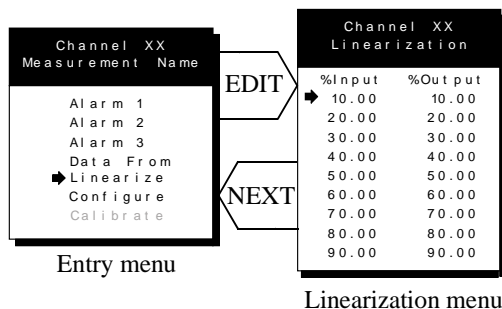 Channel XX
Measurement Name
Alarm 1
Alarm 2
Alarm 3
Data From
Linearize
Configure
Calibrate
Entry menu
EDIT
NEXT
Channel XX
Linearization
%Input %Output
10.00 10.00
20.00 20.00
30.00 30.00
40.00 40.00
50.00 50.00
60.00 60.00
70.00 70.00
80.00 80.00
90.00 90.00
Linearization menu